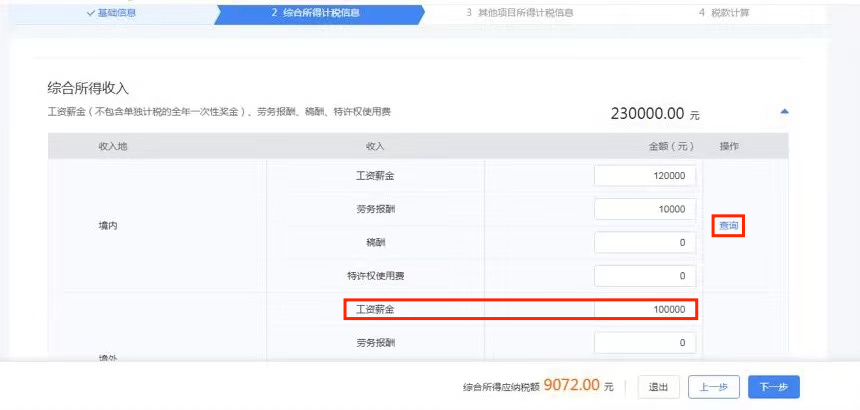 基础信息
2 综合所得计税信息
3 其他项目所得计税信息
4 税款计算
综合所得收入
工资薪金(不包含单独计税的全年一次性奖金)、劳务报酬、稿酬、特许权使用费 230000.00 元
收入地 收入 金额(元) 操作
工资薪金 120000
劳务报酬 10000
境内 查询
稿酬 0
特许权使用费 0
工资薪金 100000
劳务报酬 0
境外
综合所得应纳税额 9072.00 元 退出 上一步 下一步